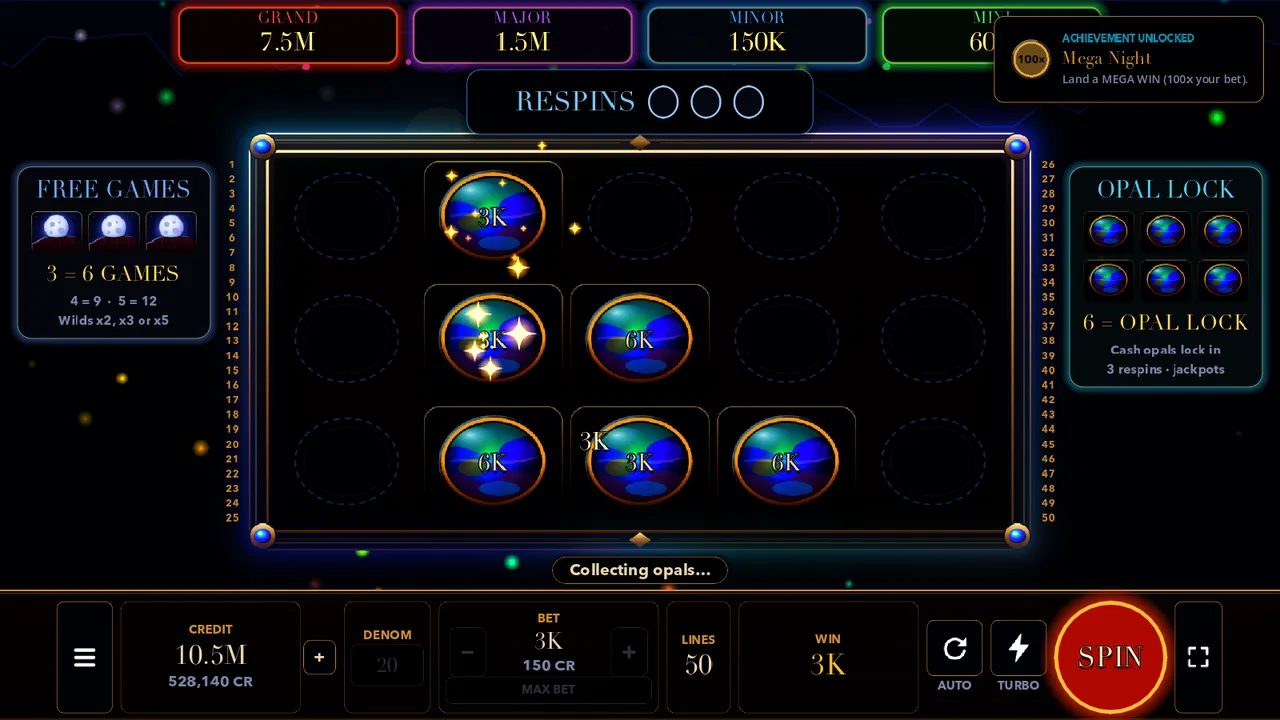 GRAND
7.5M
MAJOR
1.5M
MINOR
150K
MINI
60
ACHIEVEMENT UNLOCKED
100x
Mega Night
Land a MEGA WIN (100x your bet).
RESPINS
FREE GAMES
3 = 6 GAMES
4 = 9 · 5 = 12
Wilds x2, x3 or x5
1
2
3
4
5
6
7
8
9
10
11
12
13
14
15
16
17
18
19
20
21
22
23
24
25
3K
3K
6K
6K
3K
3K
6K
26
27
28
29
30
31
32
33
34
35
36
37
38
39
40
41
42
43
44
45
46
47
48
49
50
OPAL LOCK
6 = OPAL LOCK
Cash opals lock in
3 respins · jackpots
Collecting opals...
CREDIT
10.5M
528,140 CR
+
DENOM
20
BET
−
3K
+
150 CR
MAX BET
LINES
50
WIN
3K
AUTO
TURBO
SPIN